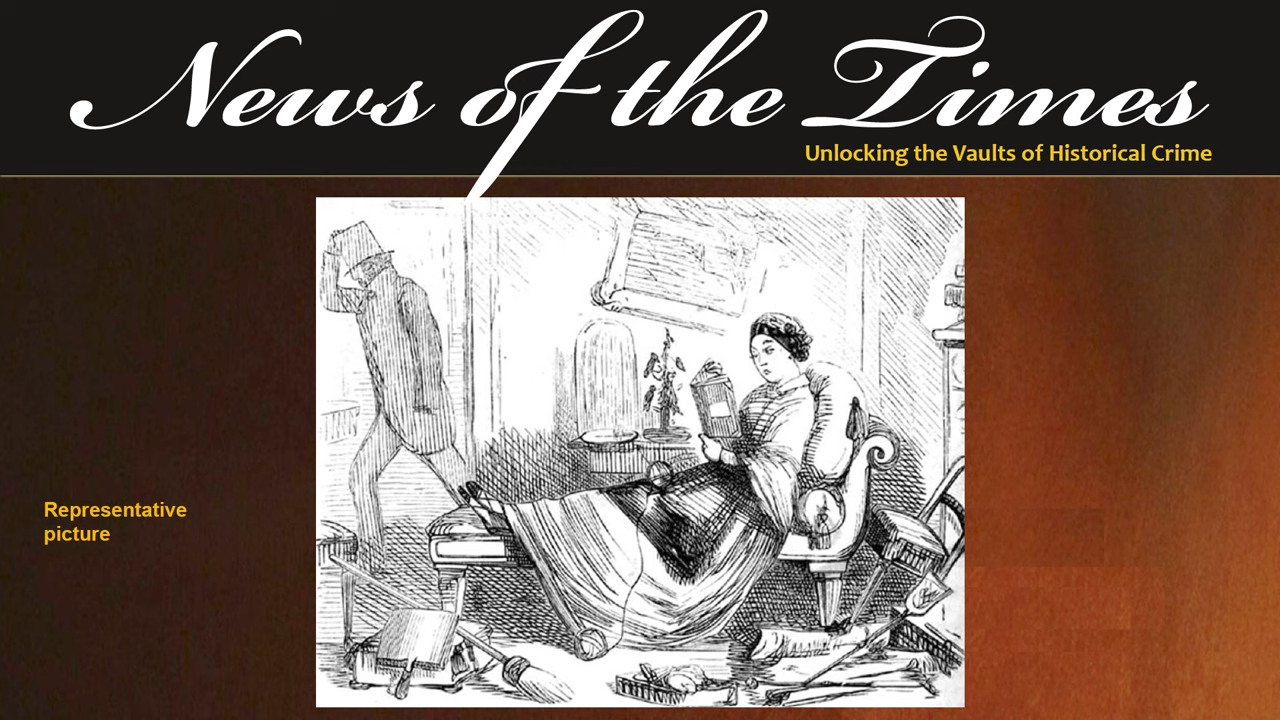 News of the Times
Unlocking the Vaults of Historical Crime
Representative
picture